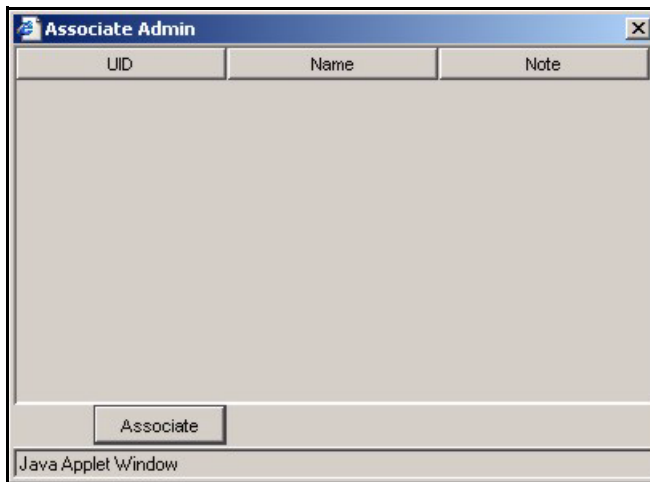 Associate Admin
UID Name Note
Associate
Java Applet Window